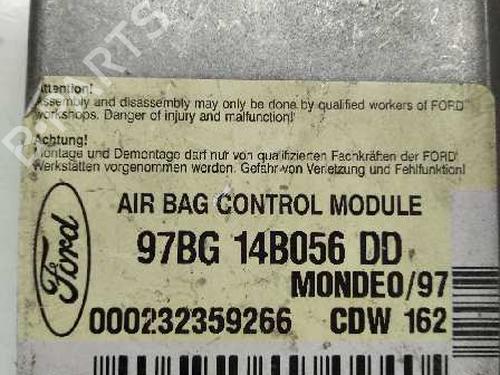 PARTS
Attention!
Assembly and disassembly may only be done by qualified workers of FORD
workshops. Danger of injury and malfunction!
Achtung!
Montage und Demontage darf nur von qualifizierten Fachkräften der FORD
Werkstätten vorgenommen werden. Gefahr von Verletzung und Fehlfunktion!
AIR BAG CONTROL MODULE
97BG 14B056 DD
Ford
MONDEO/97
000232359266 CDW 162